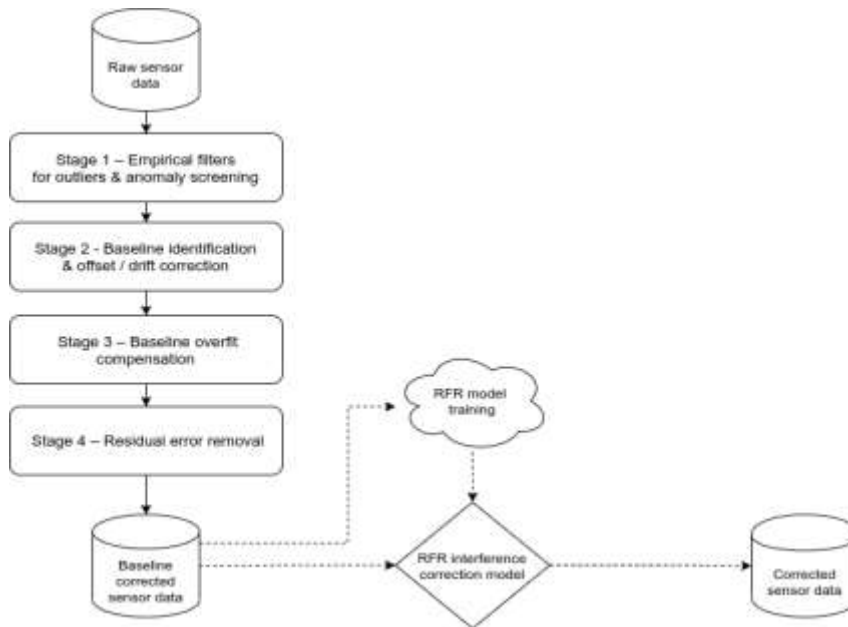 Raw sensor
data
Stage 1 – Empirical filters
for outliers & anomaly screening
Stage 2 - Baseline identification
& offset / drift correction
Stage 3 – Baseline overfit
compensation
Stage 4 – Residual error removal
RFR model
training
Baseline
corrected
sensor data
RFR interference
correction model
Corrected
sensor data